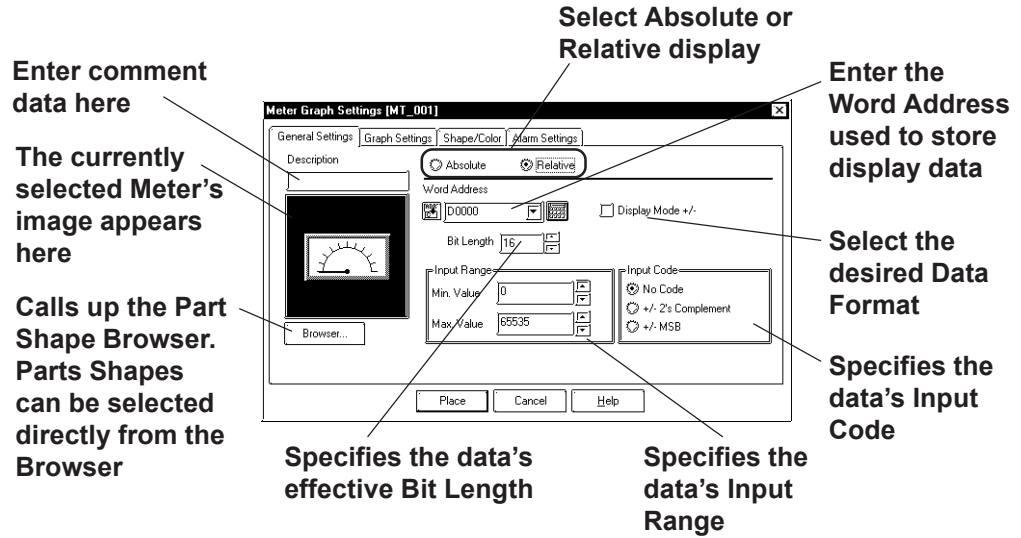 Select Absolute or
Relative display
Enter comment
data here
Enter the
Word Address
used to store
display data
The currently
selected Meter's
image appears
here
Calls up the Part
Shape Browser.
Parts Shapes
can be selected
directly from the
Browser
Meter Graph Settings [MT_001]
General Settings
Graph Settings
Shape/Color
Alarm Settings
Description
Absolute
Relative
Word Address
D0000
Display Mode +/-
Bit Length
16
Input Range
Min. Value
0
Max. Value
65535
Input Code
No Code
+/- 2's Complement
+/- MSB
Browser...
Place
Cancel
Help
Select the
desired Data
Format
Specifies the
data's Input
Code
Specifies the data's
effective Bit Length
Specifies the
data's Input
Range